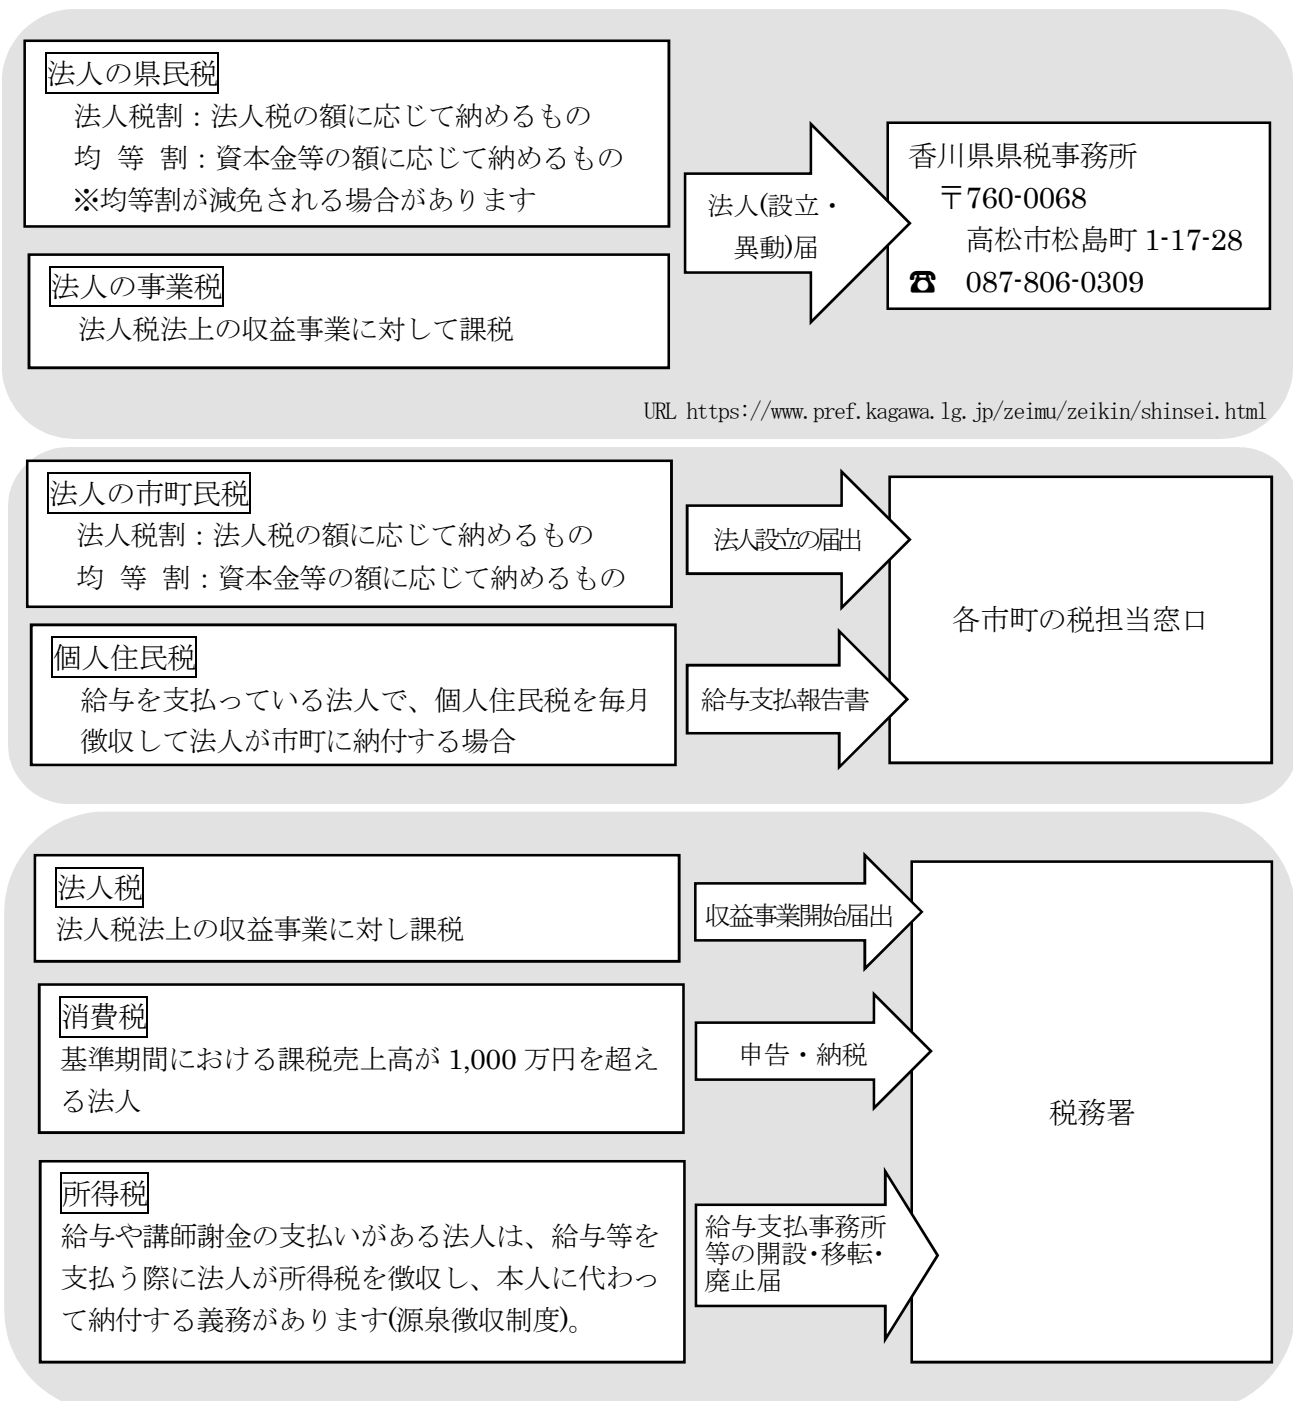 法人の県民税
法人税割：法人税の額に応じて納めるもの
均 等 割：資本金等の額に応じて納めるもの
※均等割が減免される場合があります
法人の事業税
法人税法上の収益事業に対して課税
法人(設立・
異動)届
香川県県税事務所
〒760-0068
高松市松島町 1-17-28
☎ 087-806-0309
URL https://www.pref.kagawa.lg.jp/zeimu/zeikin/shinsei.html
法人の市町民税
法人税割：法人税の額に応じて納めるもの
均 等 割：資本金等の額に応じて納めるもの
法人設立の届出
個人住民税
給与を支払っている法人で、個人住民税を毎月
徴収して法人が市町に納付する場合
給与支払報告書
各市町の税担当窓口
法人税
法人税法上の収益事業に対し課税
収益事業開始届出
消費税
基準期間における課税売上高が 1,000 万円を超え
る法人
申告・納税
所得税
給与や講師謝金の支払いがある法人は、給与等を
支払う際に法人が所得税を徴収し、本人に代わっ
て納付する義務があります(源泉徴収制度)。
給与支払事務所
等の開設・移転・
廃止届
税務署